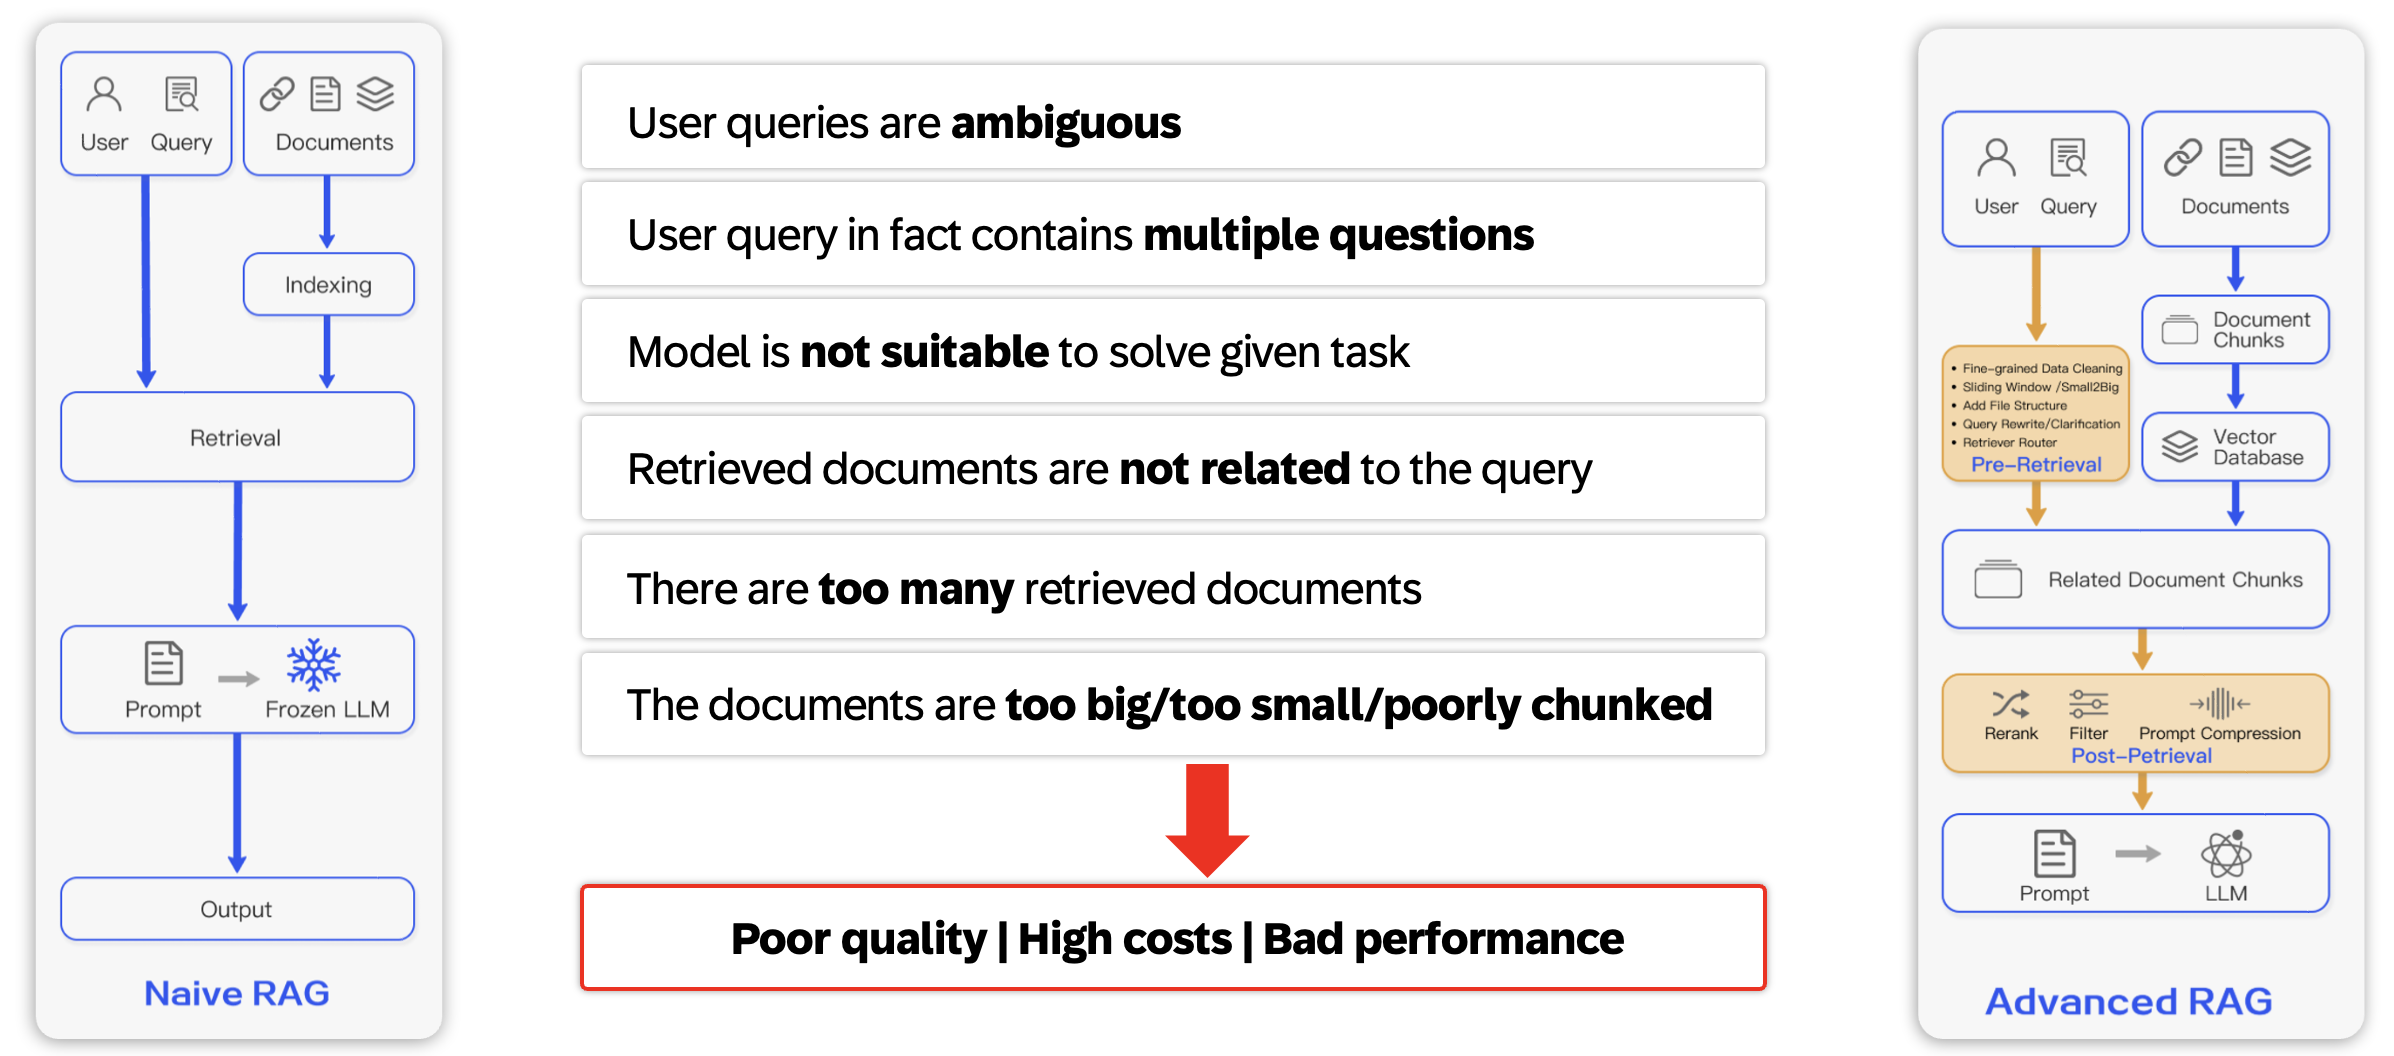 User Query
Documents
Indexing
Retrieval
Prompt
Frozen LLM
Output
Naive RAG
User queries are ambiguous
User query in fact contains multiple questions
Model is not suitable to solve given task
Retrieved documents are not related to the query
There are too many retrieved documents
The documents are too big/too small/poorly chunked
Poor quality | High costs | Bad performance
User Query
Documents
Document
Chunks
• Fine-grained Data Cleaning
• Sliding Window /Small2Big
• Add File Structure
• Query Rewrite/Clarification
• Retriever Router
Pre-Retrieval
Vector
Database
Related Document Chunks
Rerank
Filter
Prompt Compression
Post-Petrieval
Prompt
LLM
Advanced RAG